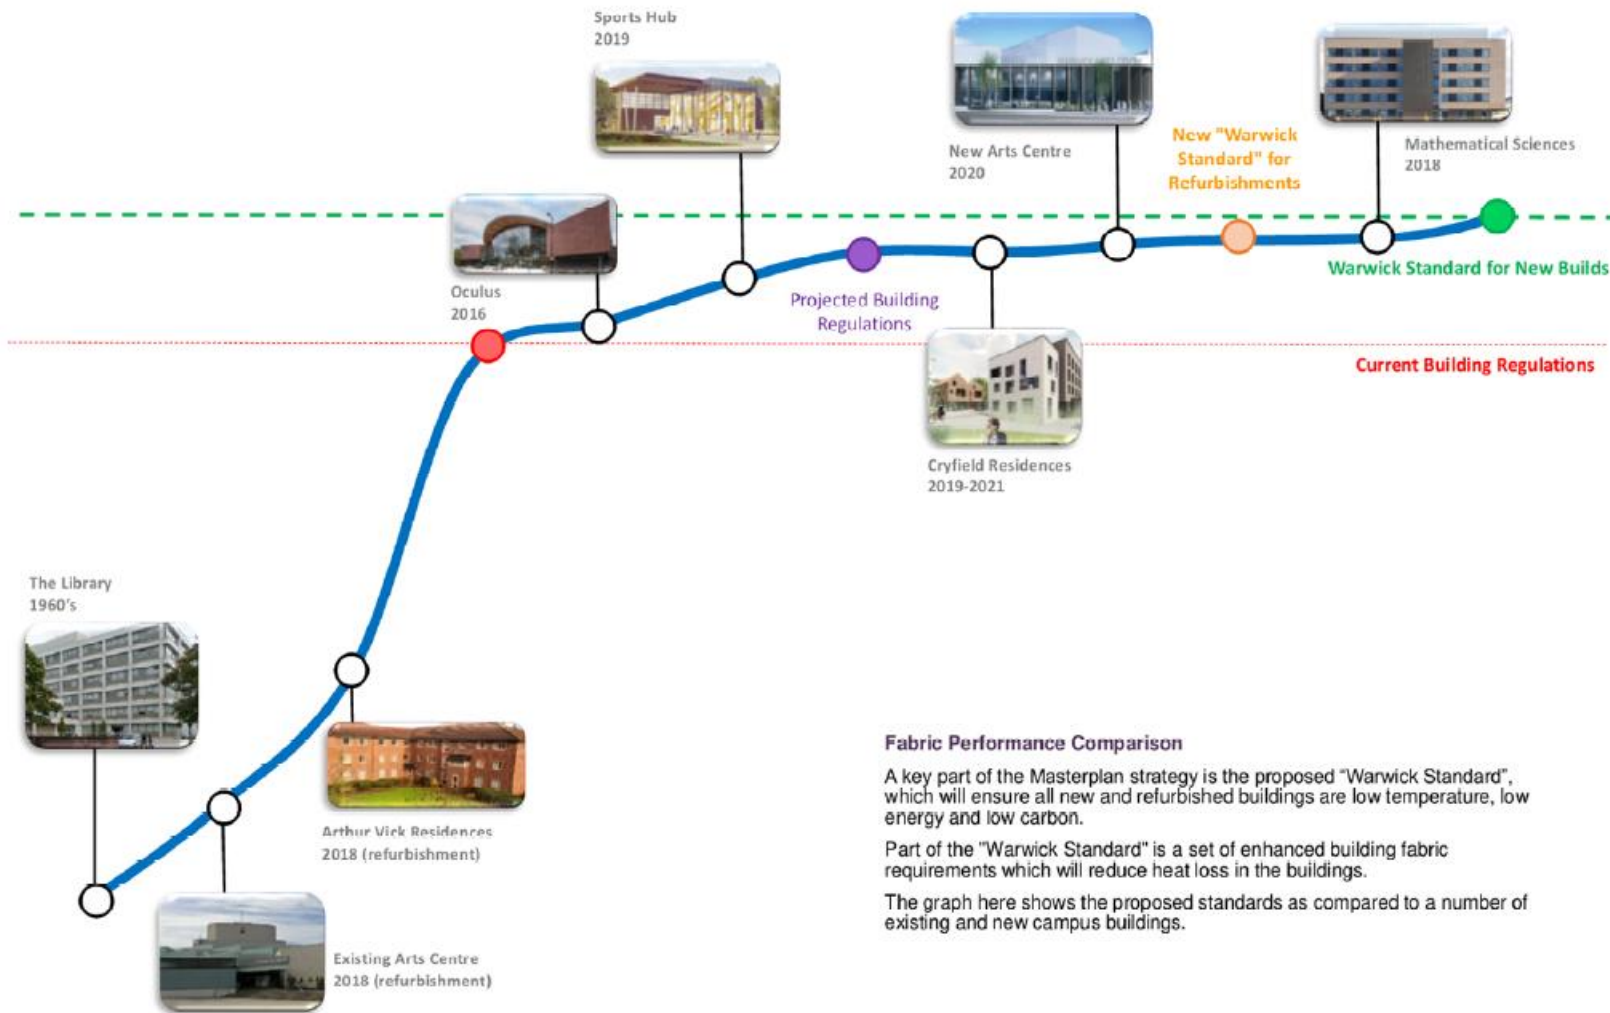 Sports Hub
2019
New Arts Centre
2020
New "Warwick
Standard" for
Refurbishments
Mathematical Sciences
2018
Oculus
2016
Projected Building
Regulations
Warwick Standard for New Builds
Current Building Regulations
Cryfield Residences
2019-2021
The Library
1960's
Arthur Vick Residences
2018 (refurbishment)
Existing Arts Centre
2018 (refurbishment)
Fabric Performance Comparison
A key part of the Masterplan strategy is the proposed "Warwick Standard",
which will ensure all new and refurbished buildings are low temperature, low
energy and low carbon.
Part of the "Warwick Standard" is a set of enhanced building fabric
requirements which will reduce heat loss in the buildings.
The graph here shows the proposed standards as compared to a number of
existing and new campus buildings.